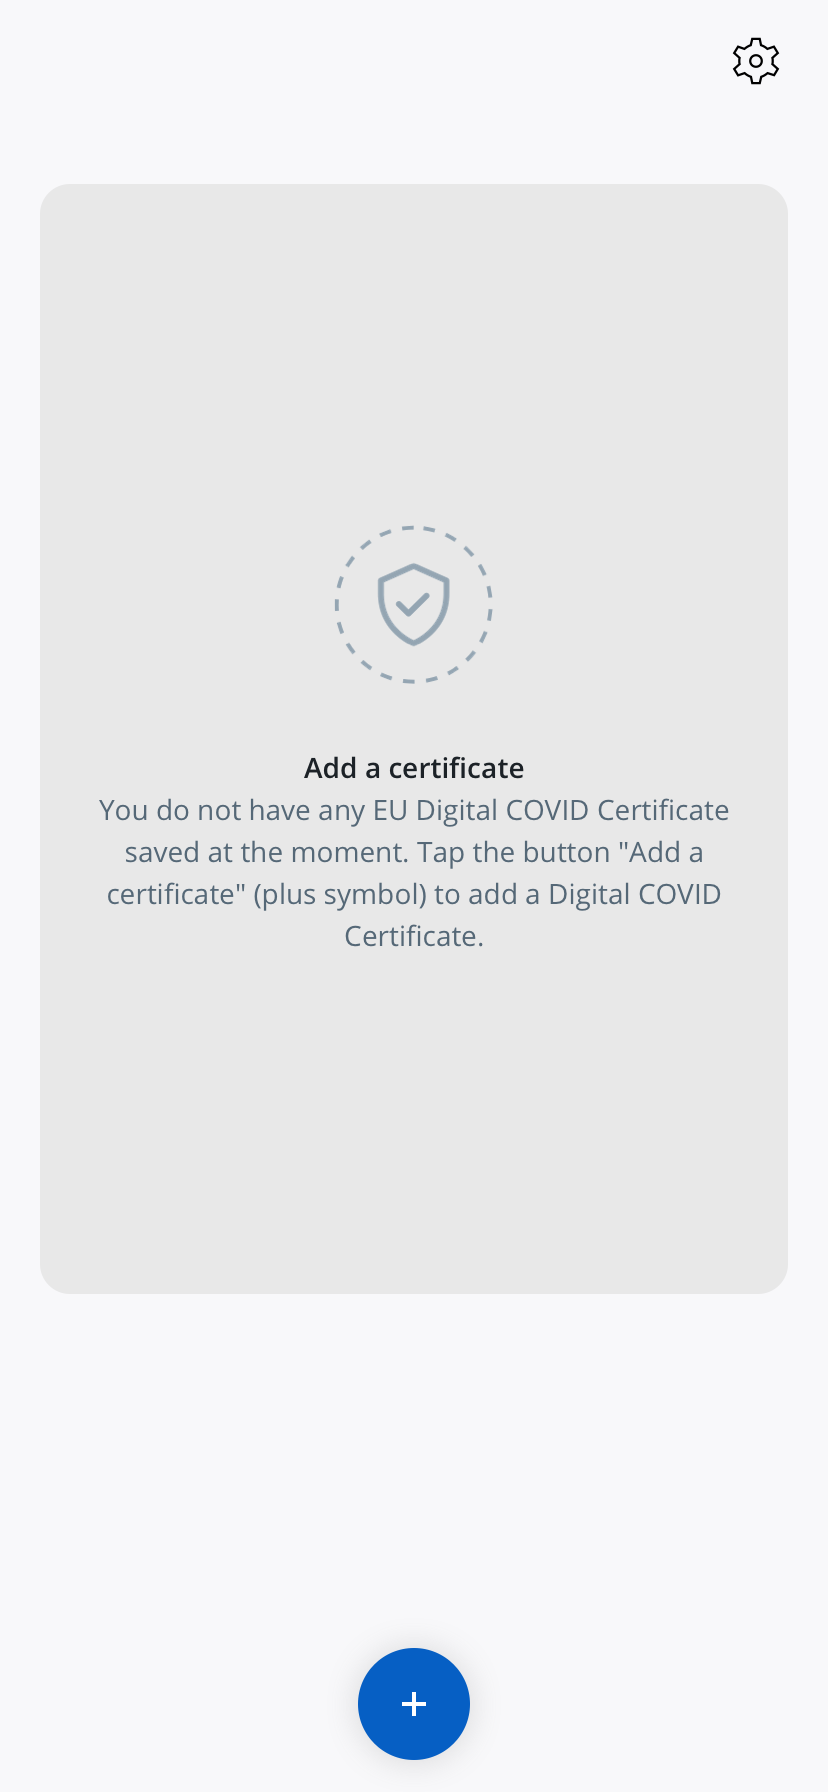 Add a certificate
You do not have any EU Digital COVID Certificate
saved at the moment. Tap the button "Add a
certificate" (plus symbol) to add a Digital COVID
Certificate.